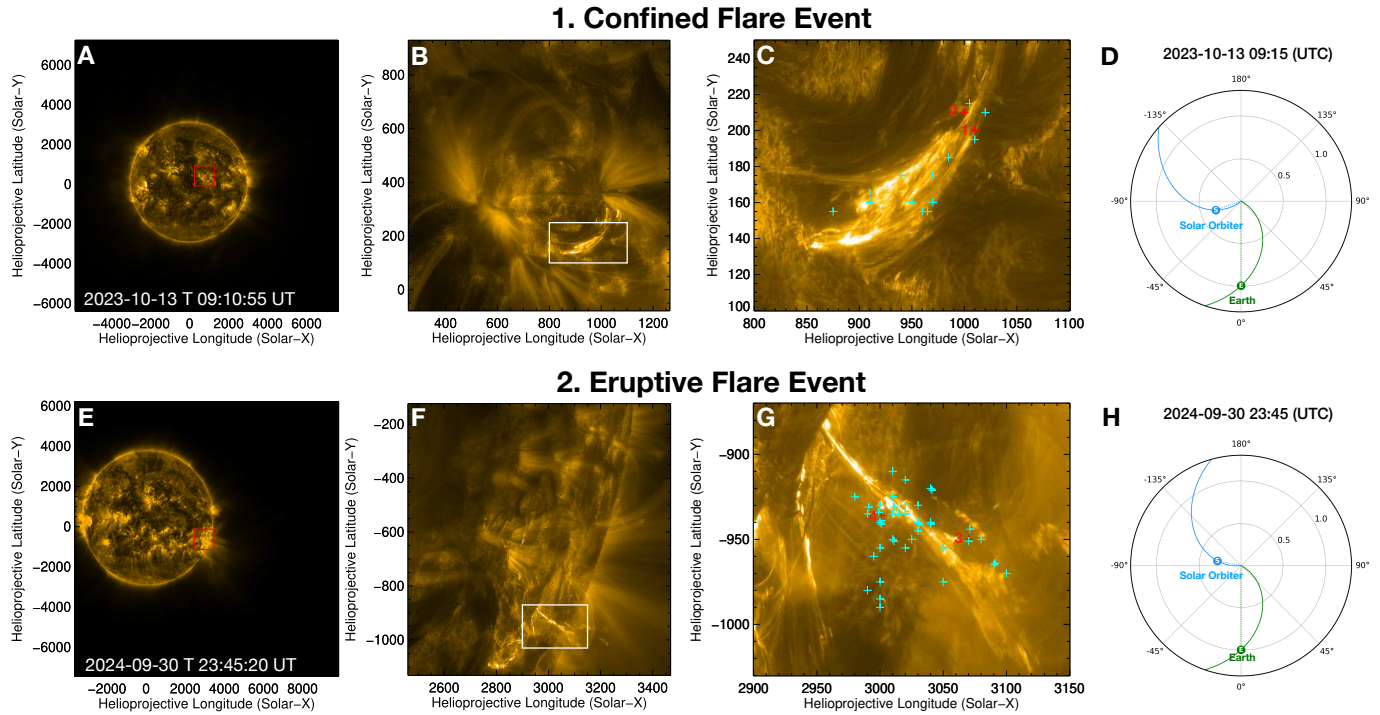 1. Confined Flare Event
A
B
C
D
2023-10-13 09:15 (UTC)
Helioprojective Latitude (Solar−Y)
6000
4000
2000
0
−2000
−4000
−6000
2023-10-13 T 09:10:55 UT
−4000−2000 0 2000 4000 6000
Helioprojective Longitude (Solar−X)
Helioprojective Latitude (Solar−Y)
800
600
400
200
0
400 600 800 1000 1200
Helioprojective Longitude (Solar−X)
Helioprojective Latitude (Solar−Y)
240
220
200
180
160
140
120
100
2
1
800 850 900 950 1000 1050 1100
Helioprojective Longitude (Solar−X)
180°
-135° 135°
1.0
0.5
-90° 90°
S
Solar Orbiter
E
Earth
-45° 45°
0°
2. Eruptive Flare Event
E
F
G
H
2024-09-30 23:45 (UTC)
Helioprojective Latitude (Solar−Y)
6000
4000
2000
0
−2000
−4000
−6000
2024-09-30 T 23:45:20 UT
−2000 0 2000 4000 6000 8000
Helioprojective Longitude (Solar−X)
Helioprojective Latitude (Solar−Y)
−200
−400
−600
−800
−1000
2600 2800 3000 3200 3400
Helioprojective Longitude (Solar−X)
Helioprojective Latitude (Solar−Y)
−900
−950
−1000
3
2900 2950 3000 3050 3100 3150
Helioprojective Longitude (Solar−X)
180°
-135° 135°
1.0
0.5
-90° 90°
S
Solar Orbiter
E
Earth
-45° 45°
0°